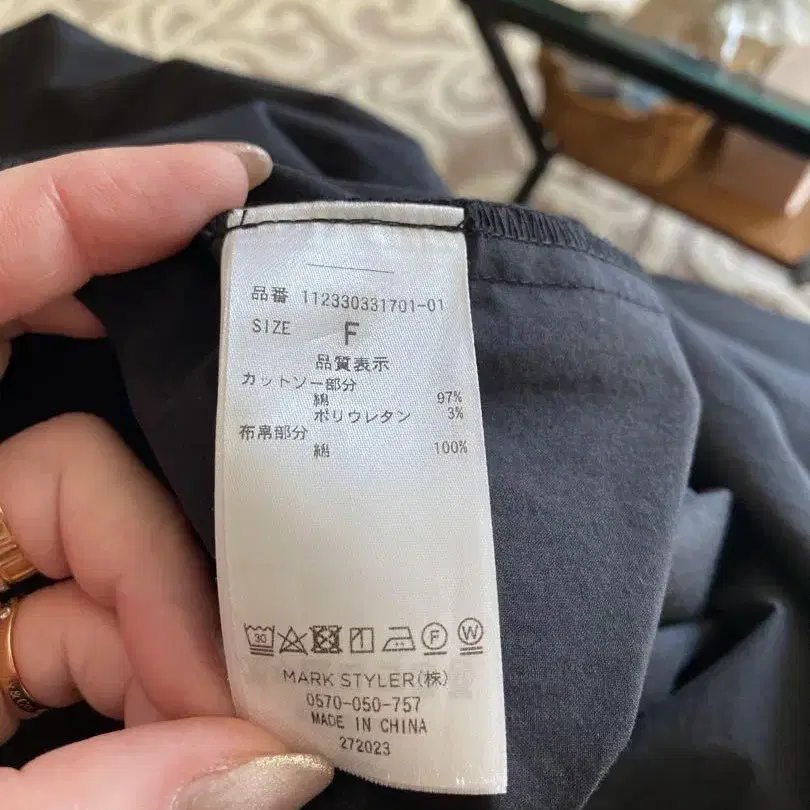 品番 112330331701-01
SIZE F
品質表示
カットソー部分
綿 97%
ポリウレタン 3%
布帛部分
綿 100%
30 F W
MARK STYLER(株)
0570-050-757
MADE IN CHINA
272023